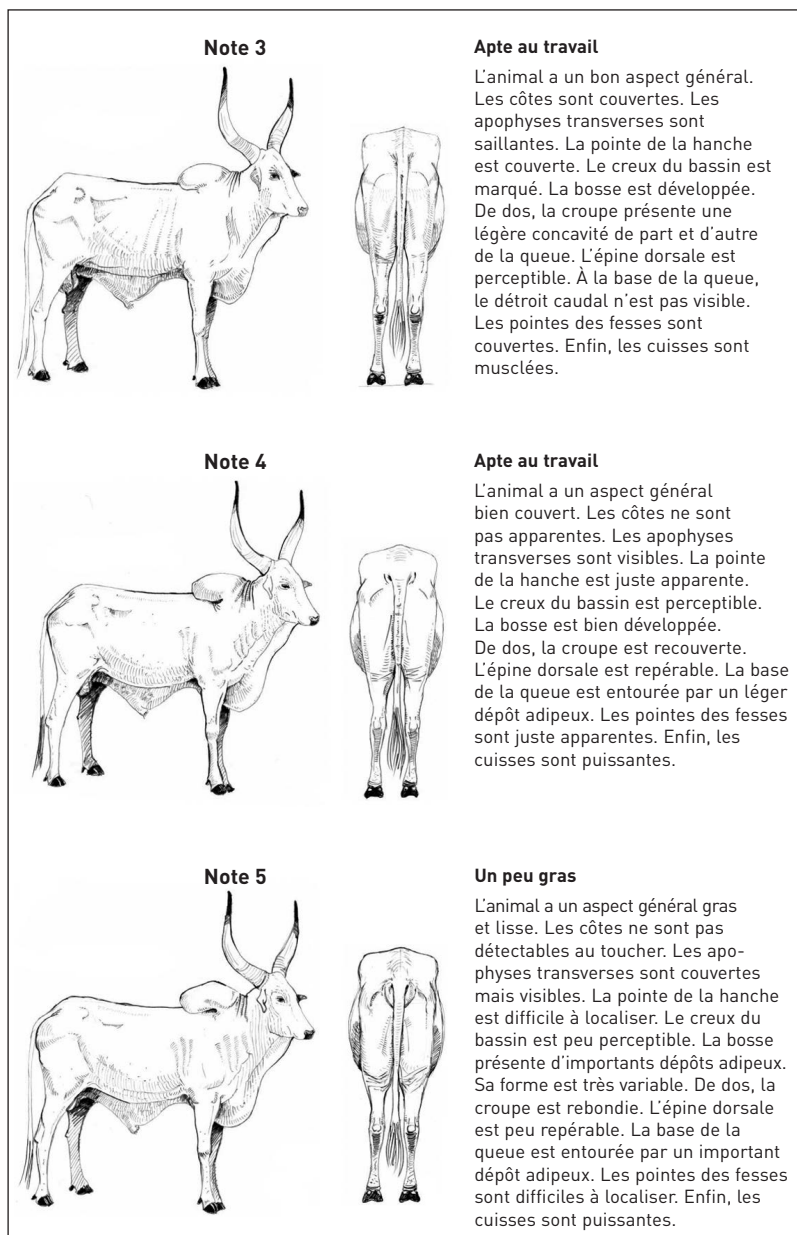 Note 3
Apte au travail
L’animal a un bon aspect général.
Les côtes sont couvertes. Les
apophyses transverses sont
saillantes. La pointe de la hanche
est couverte. Le creux du bassin est
marqué. La bosse est développée.
De dos, la croupe présente une
légère concavité de part et d’autre
de la queue. L’épine dorsale est
perceptible. À la base de la queue,
le détroit caudal n’est pas visible.
Les pointes des fesses sont
couvertes. Enfin, les cuisses sont
musclées.
Note 4
Apte au travail
L’animal a un aspect général
bien couvert. Les côtes ne sont
pas apparentes. Les apophyses
transverses sont visibles. La pointe
de la hanche est juste apparente.
Le creux du bassin est perceptible.
La bosse est bien développée.
De dos, la croupe est recouverte.
L’épine dorsale est repérable. La base
de la queue est entourée par un léger
dépôt adipeux. Les pointes des fesses
sont juste apparentes. Enfin, les
cuisses sont puissantes.
Note 5
Un peu gras
L’animal a un aspect général gras
et lisse. Les côtes ne sont pas
détectables au toucher. Les apo-
physes transverses sont couvertes
mais visibles. La pointe de la hanche
est difficile à localiser. Le creux du
bassin est peu perceptible. La bosse
présente d’importants dépôts adipeux.
Sa forme est très variable. De dos, la
croupe est rebondie. L’épine dorsale
est peu repérable. La base de la
queue est entourée par un important
dépôt adipeux. Les pointes des fesses
sont difficiles à localiser. Enfin, les
cuisses sont puissantes.